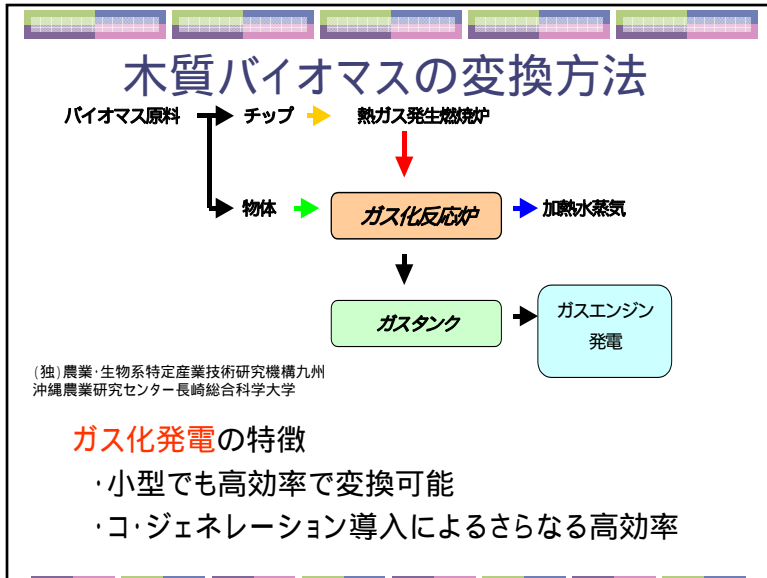 木質バイオマスの変換方法
バイオマス原料 チップ 熱ガス発生燃焼炉
物体 ガス化反応炉 加熱水蒸気
ガスタンク
ガスエンジン
発電
(独)農業・生物系特定産業技術研究機構九州
沖縄農業研究センター長崎総合科学大学
ガス化発電の特徴
・小型でも高効率で変換可能
・コ・ジェネレーション導入によるさらなる高効率